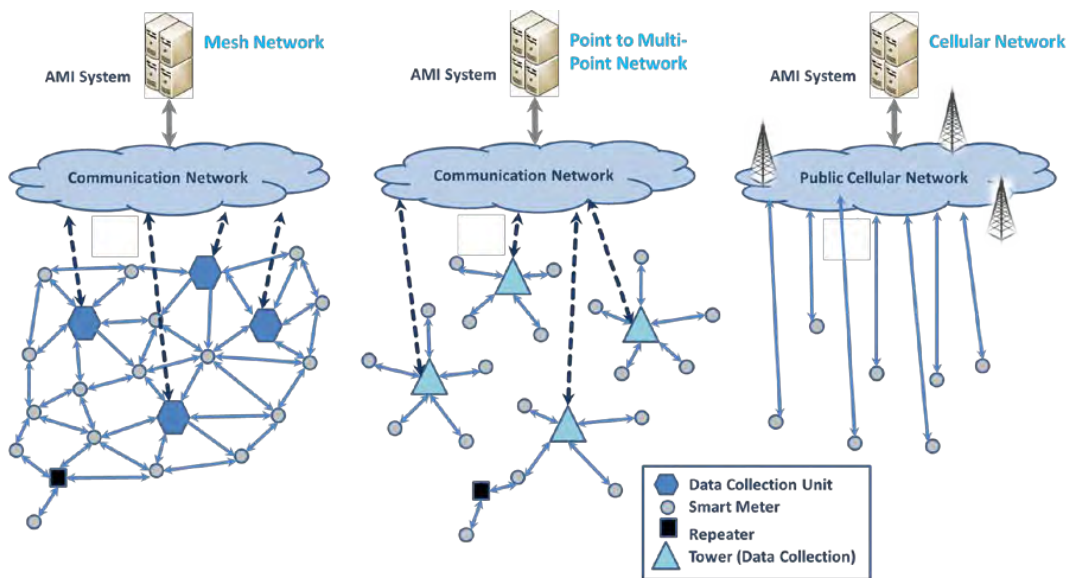 Mesh Network
AMI System
Communication Network
Point to Multi-
Point Network
AMI System
Communication Network
Cellular Network
AMI System
Public Cellular Network
Data Collection Unit
Smart Meter
Repeater
Tower (Data Collection)